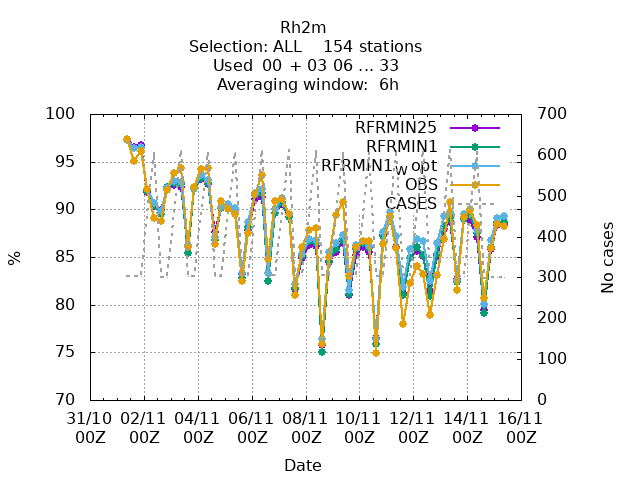 Rh2m
Selection: ALL    154 stations
Used  00 + 03 06 ... 33
Averaging window:  6h
100
95
90
85
80
75
70
%
700
600
500
400
300
200
100
0
No cases
RFRMIN25
RFRMIN1
RFRMIN1w opt
OBS
CASES
31/10 02/11 04/11 06/11 08/11 10/11 12/11 14/11 16/11
00Z 00Z 00Z 00Z 00Z 00Z 00Z 00Z 00Z
Date